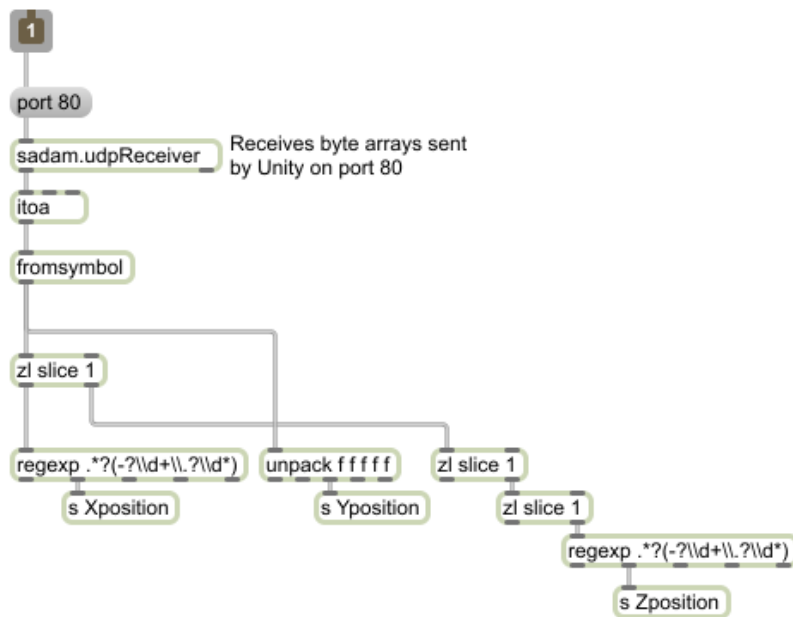 1
port 80
sadam.udpReceiver
Receives byte arrays sent
by Unity on port 80
itoa
fromsymbol
zl slice 1
regexp .*?(-?\\d+\\.?\\d*)
unpack f f f f f
zl slice 1
s Xposition
s Yposition
zl slice 1
regexp .*?(-?\\d+\\.?\\d*)
s Zposition